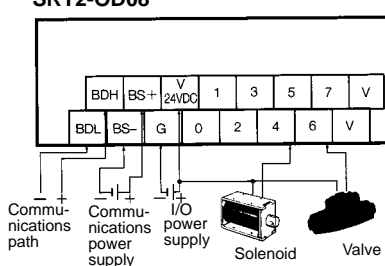 SRT2-OD08
BDH BS+ V 24VDC 1 3 5 7 V
BDL BS– G 0 2 4 6 V
– + – + – +
Commu-
nications
path
Commu-
nications
power
supply
I/O
power
supply
Solenoid
Valve